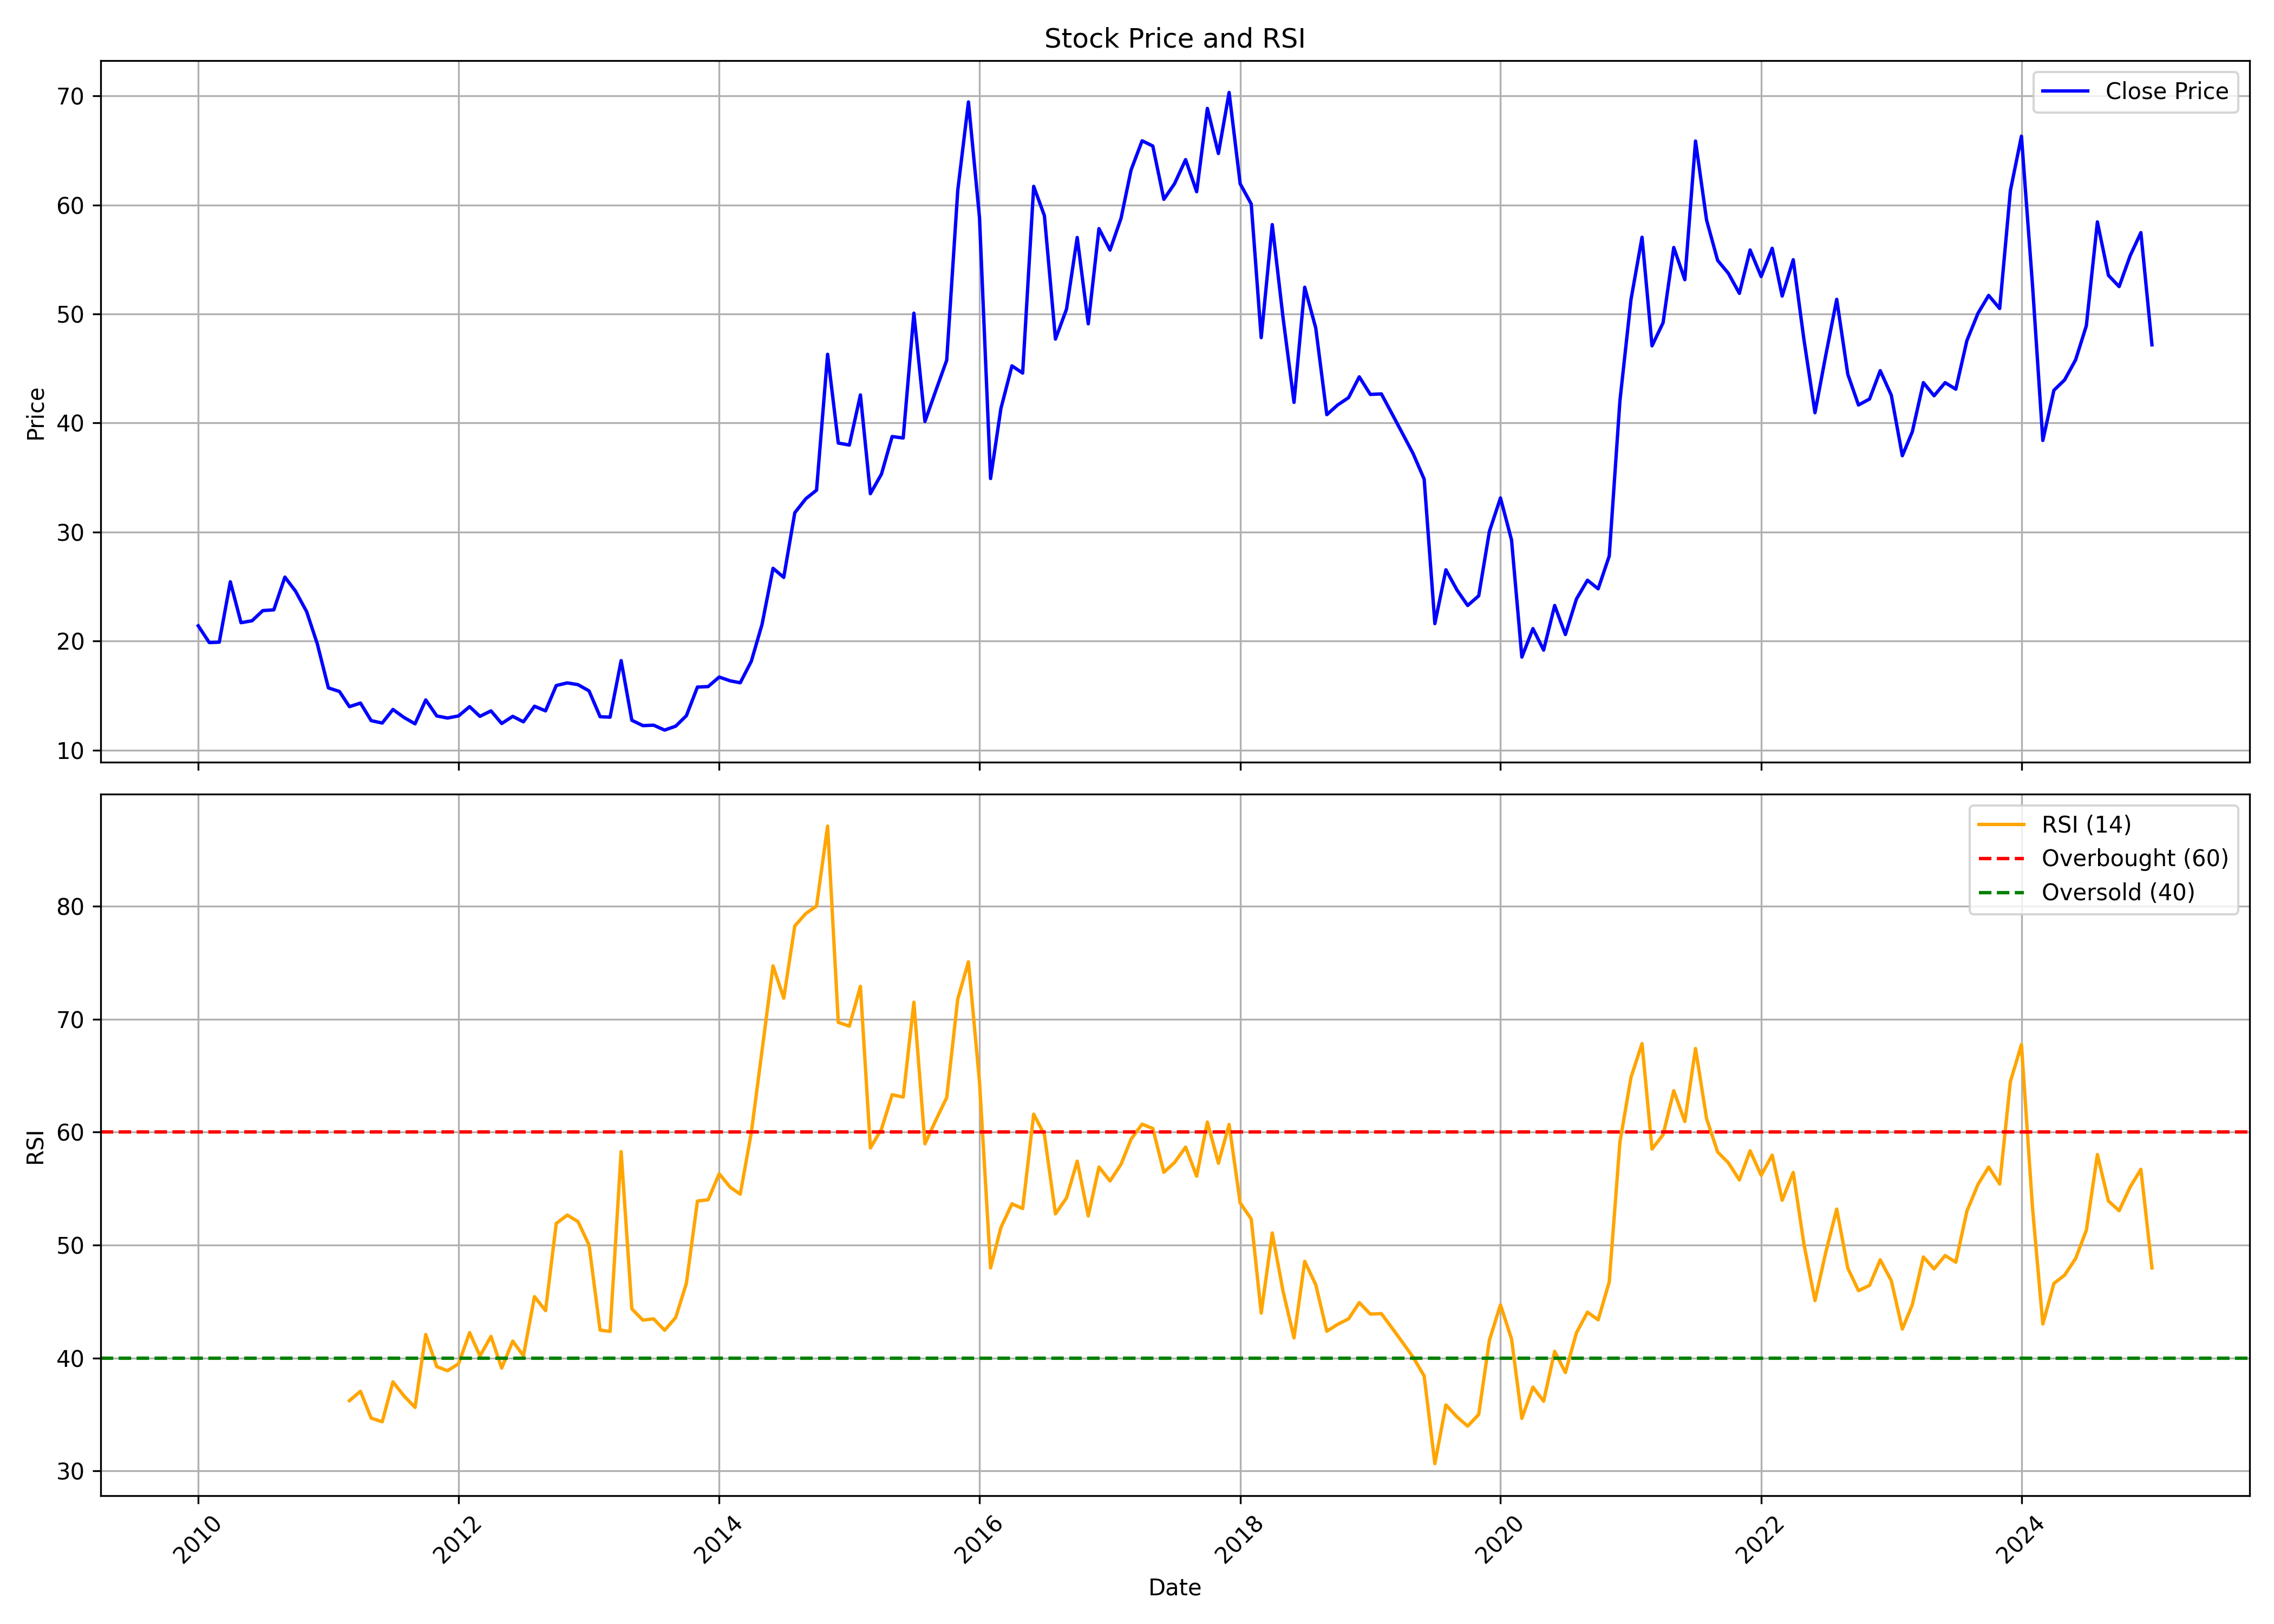 Stock Price and RSI
Close Price
70
60
50
40
30
20
10
Price
RSI (14)
Overbought (60)
Oversold (40)
80
70
60
50
40
30
RSI
2010
2012
2014
2016
2018
2020
2022
2024
Date